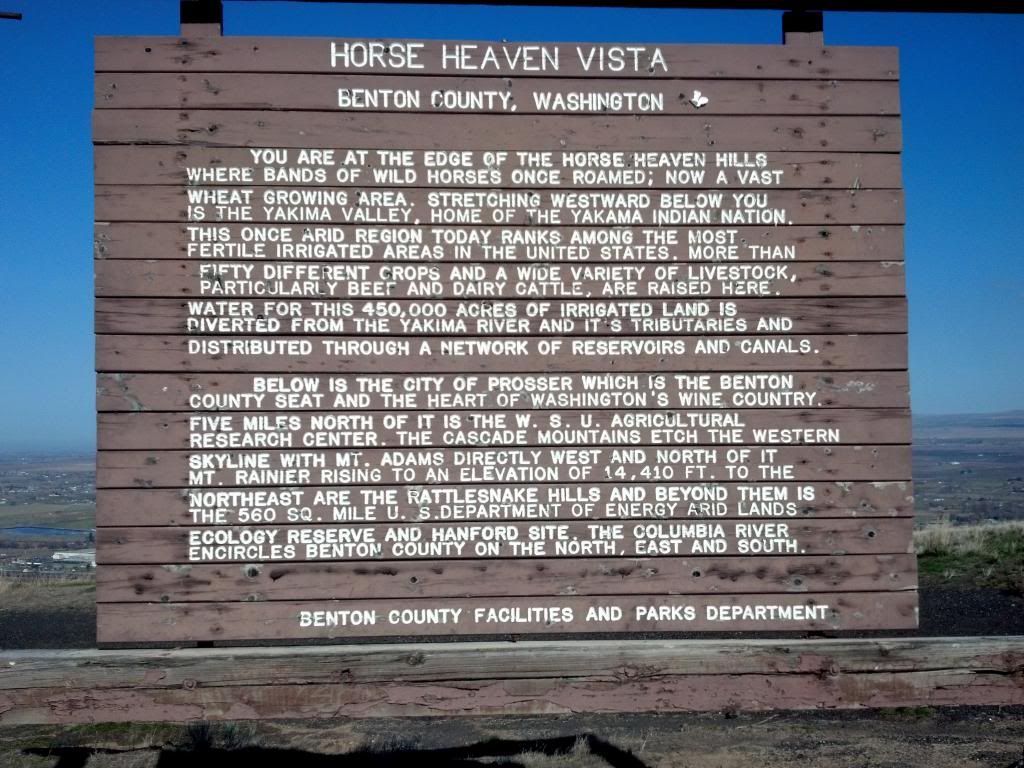 HORSE HEAVEN VISTA
BENTON COUNTY, WASHINGTON
YOU ARE AT THE EDGE OF THE HORSE HEAVEN HILLS
WHERE BANDS OF WILD HORSES ONCE ROAMED; NOW A VAST
WHEAT GROWING AREA. STRETCHING WESTWARD BELOW YOU
IS THE YAKIMA VALLEY, HOME OF THE YAKAMA INDIAN NATION.
THIS ONCE ARID REGION TODAY RANKS AMONG THE MOST
FERTILE IRRIGATED AREAS IN THE UNITED STATES. MORE THAN
FIFTY DIFFERENT CROPS AND A WIDE VARIETY OF LIVESTOCK,
PARTICULARLY BEEF AND DAIRY CATTLE, ARE RAISED HERE.
WATER FOR THIS 450,000 ACRES OF IRRIGATED LAND IS
DIVERTED FROM THE YAKIMA RIVER AND IT'S TRIBUTARIES AND
DISTRIBUTED THROUGH A NETWORK OF RESERVOIRS AND CANALS.
BELOW IS THE CITY OF PROSSER WHICH IS THE BENTON
COUNTY SEAT AND THE HEART OF WASHINGTON'S WINE COUNTRY.
FIVE MILES NORTH OF IT IS THE W. S. U. AGRICULTURAL
RESEARCH CENTER. THE CASCADE MOUNTAINS ETCH THE WESTERN
SKYLINE WITH MT. ADAMS DIRECTLY WEST AND NORTH OF IT
MT. RAINIER RISING TO AN ELEVATION OF 14,410 FT. TO THE
NORTHEAST ARE THE RATTLESNAKE HILLS AND BEYOND THEM IS
THE 560 SQ. MILE U. S. DEPARTMENT OF ENERGY ARID LANDS
ECOLOGY RESERVE AND HANFORD SITE. THE COLUMBIA RIVER
ENCIRCLES BENTON COUNTY ON THE NORTH, EAST AND SOUTH.
BENTON COUNTY FACILITIES AND PARKS DEPARTMENT